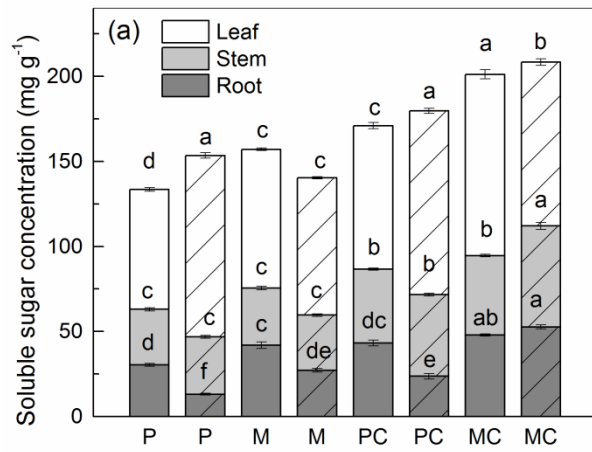 (a)
Leaf
Stem
Root
Soluble sugar concentration (mg g⁻¹)
200
150
100
50
0
d a c c c a a b
c c c c b b b a
d f c de dc e ab a
P P M M PC PC MC MC